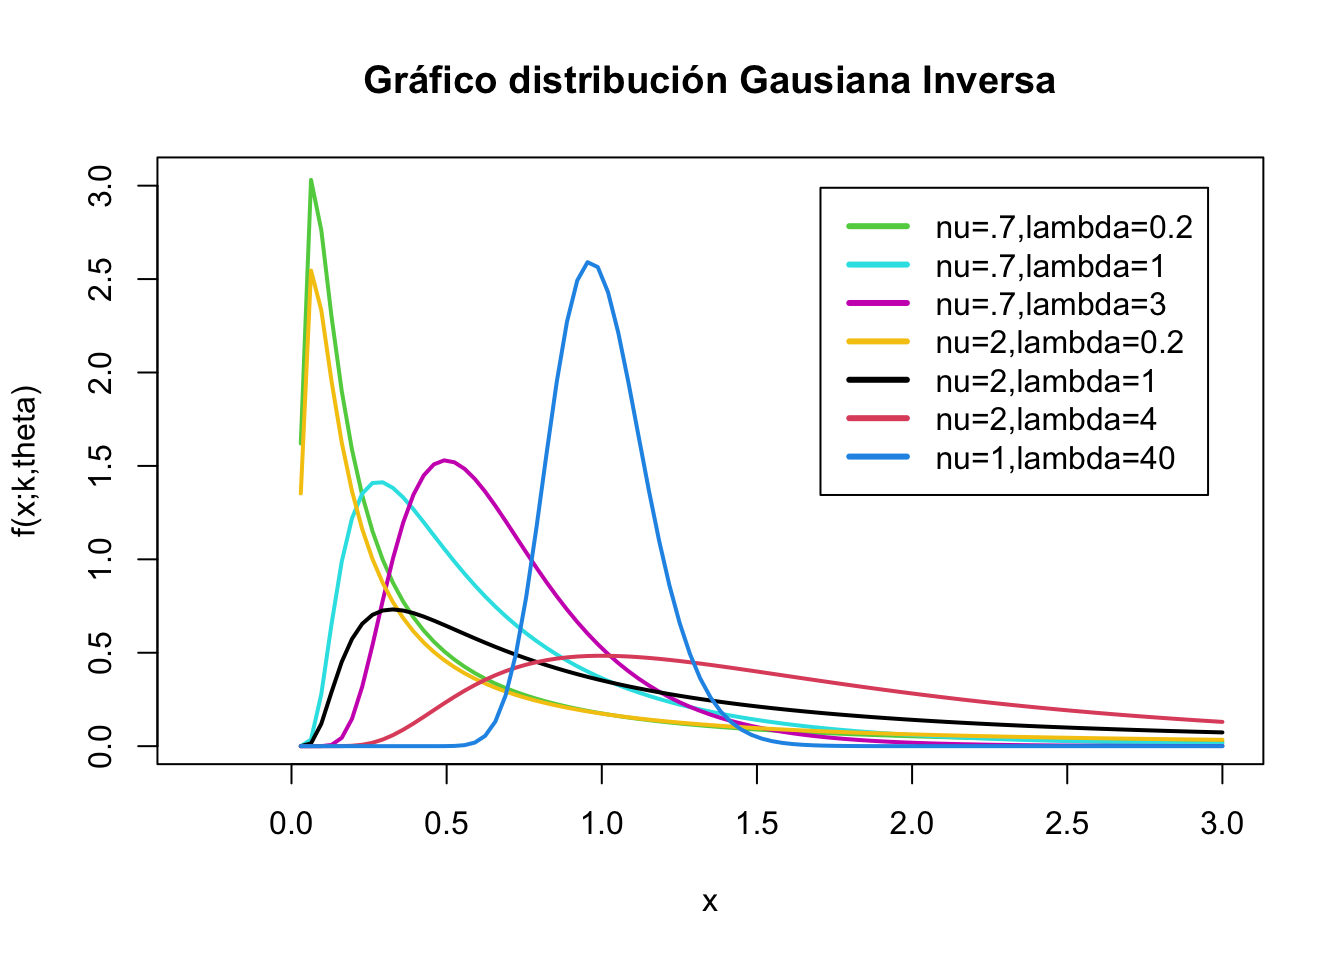 Gráfico distribución Gausiana Inversa
f(x;k,theta)
3.0
2.5
2.0
1.5
1.0
0.5
0.0
nu=.7,lambda=0.2
nu=.7,lambda=1
nu=.7,lambda=3
nu=2,lambda=0.2
nu=2,lambda=1
nu=2,lambda=4
nu=1,lambda=40
0.0 0.5 1.0 1.5 2.0 2.5 3.0
x